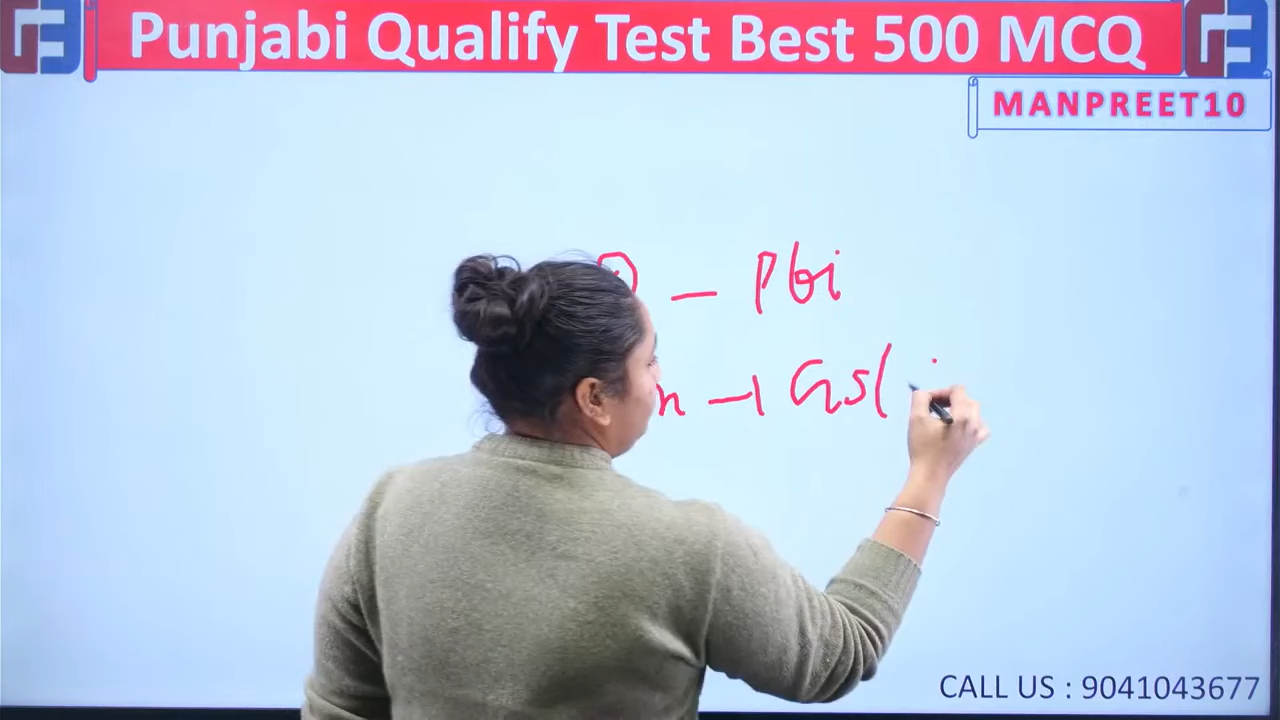 Punjabi Qualify Test Best 500 MCQ
MANPREET10
– Pbi
CALL US : 9041043677